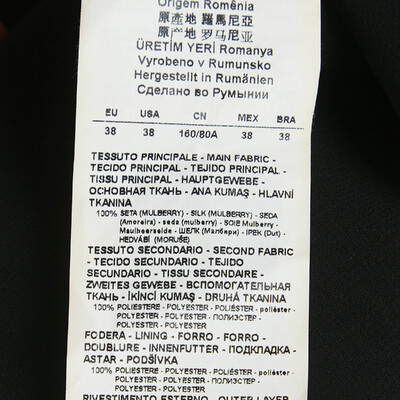 Origem Romênia
原產地 羅馬尼亞
原产地 罗马尼亚
ÜRETİM YERİ Romanya
Vyrobeno v Rumunsko
Hergestellt in Rumänien
Сделано во Румынии
EU USA CN MEX BRA
38 38 160/80A 38 38
TESSUTO PRINCIPALE - MAIN FABRIC -
TECIDO PRINCIPAL - TEJIDO PRINCIPAL -
TISSU PRINCIPAL - HAUPTGEWEBE -
ОСНОВНАЯ ТКАНЬ - ANA KUMAŞ - HLAVNÍ
TKANINA
100% SETA (MULBERRY) - SILK (MULBERRY) - SEDA
(Amoreira) - seda (mulberry) - SOIE Mulberry -
Maulbeerseide - ШЕЛК (Малбери) - IPEK (Dut) -
HEDVÁBÍ (MORUŠE)
TESSUTO SECONDARIO - SECOND FABRIC
- TECIDO SECUNDARIO - TEJIDO
SECUNDARIO - TISSU SECONDAIRE -
ZWEITES GEWEBE - ВСПОМОГАТЕЛЬНАЯ
ТКАНЬ - İKİNCİ KUMAŞ - DRUHÁ TKANINA
100% POLIESTERE - POLYESTER - POLIÉSTER - poliéster -
POLYESTER - POLYESTER - ПОЛИЭСТЕР -
POLYESTER - POLYESTER
FODERA - LINING - FORRO - FORRO -
DOUBLURE - INNENFUTTER - ПОДКЛАДКА -
ASTAR - PODŠÍVKA
100% POLIESTERE - POLYESTER - POLIÉSTER - poliéster -
POLYESTER - POLYESTER - ПОЛИЭСТЕР -
POLYESTER - POLYESTER
RIVESTIMENTO ESTERNO - OUTER LAYER